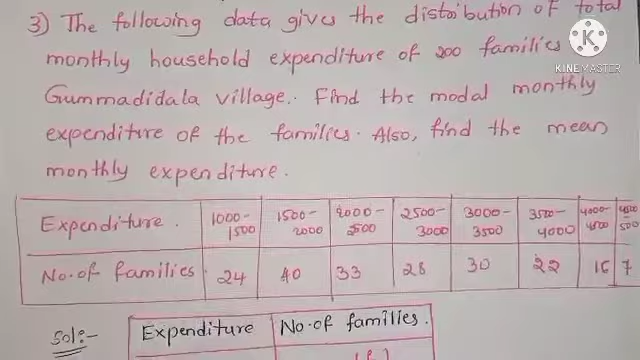 3) The following data gives the distribution of total
monthly household expenditure of 200 families
Gummadidala village. Find the modal monthly
expenditure of the families. Also, find the mean
monthly expenditure.
Expenditure. 1000-1500 1500-2000 2000-2500 2500-3000 3000-3500 3500-4000 4000-4500 4500-500
No. of families 24 40 33 28 30 22 16 7
Sol:- Expenditure No. of families.
(f)
KINEMASTER